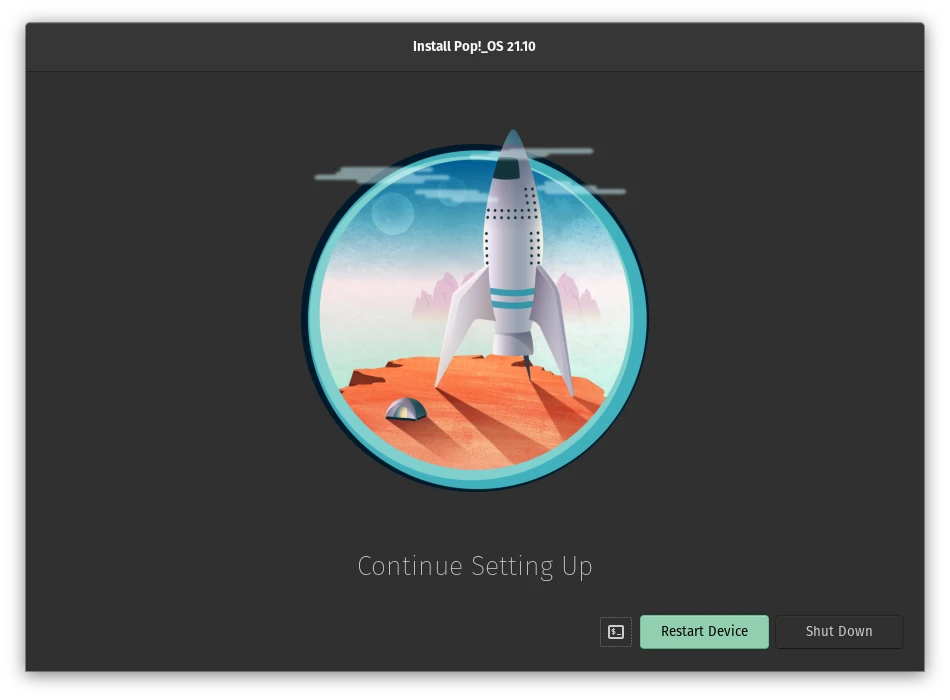 Install Pop!_OS 21.10
Continue Setting Up
$_
Restart Device
Shut Down